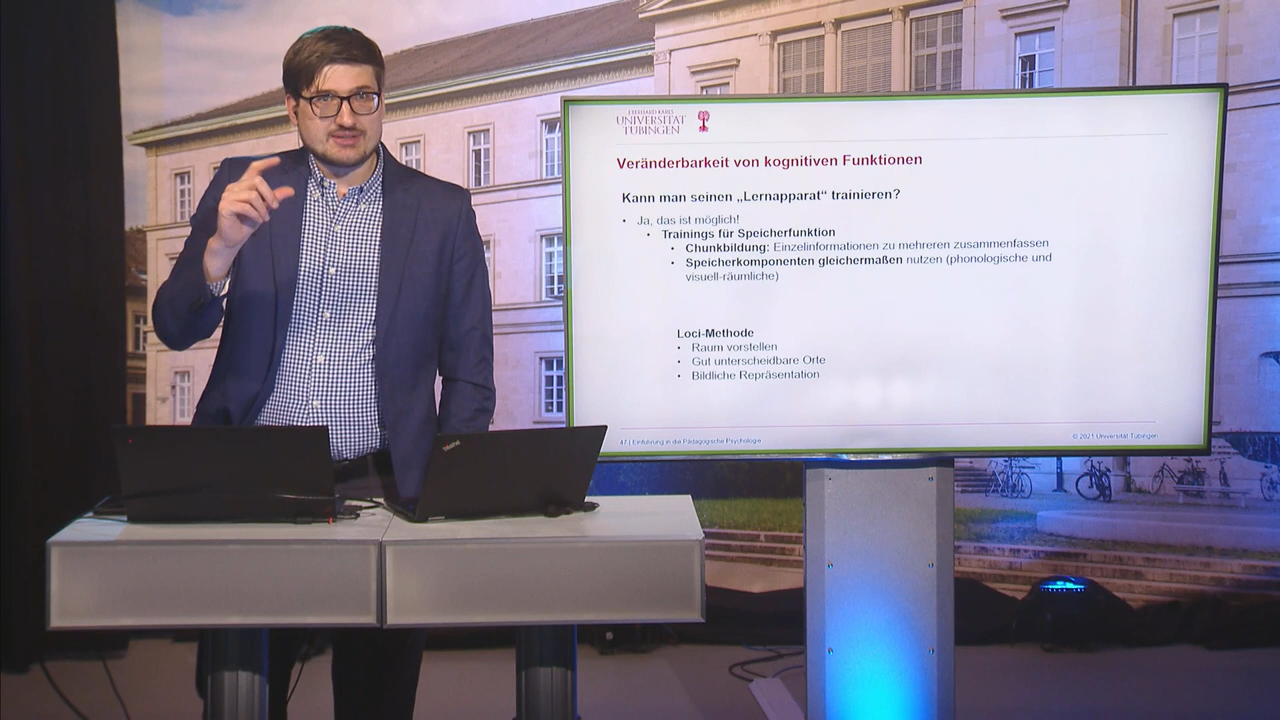 EBERHARD KARLS
UNIVERSITÄT
TÜBINGEN
Veränderbarkeit von kognitiven Funktionen
Kann man seinen „Lernapparat“ trainieren?
• Ja, das ist möglich!
• Trainings für Speicherfunktion
• Chunkbildung: Einzelinformationen zu mehreren zusammenfassen
• Speicherkomponenten gleichermaßen nutzen (phonologische und
visuell-räumliche)
Loci-Methode
• Raum vorstellen
• Gut unterscheidbare Orte
• Bildliche Repräsentation
47 | Einführung in die Pädagogische Psychologie
© 2021 Universität Tübingen
ThinkPad